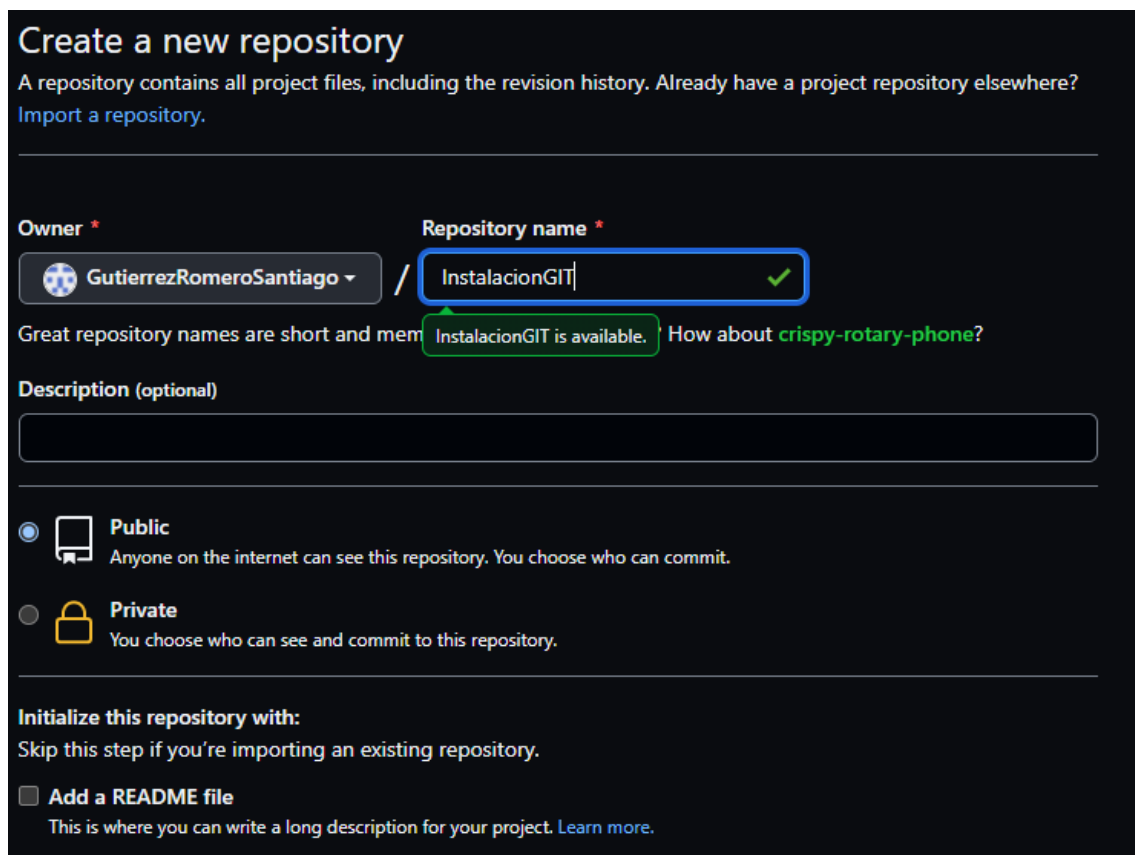 Create a new repository
A repository contains all project files, including the revision history. Already have a project repository elsewhere?
Import a repository.
Owner *
Repository name *
GutierrezRomeroSantiago
/
InstalacionGIT
Great repository names are short and mem
InstalacionGIT is available.
? How about crispy-rotary-phone?
Description (optional)
Public
Anyone on the internet can see this repository. You choose who can commit.
Private
You choose who can see and commit to this repository.
Initialize this repository with:
Skip this step if you’re importing an existing repository.
Add a README file
This is where you can write a long description for your project. Learn more.